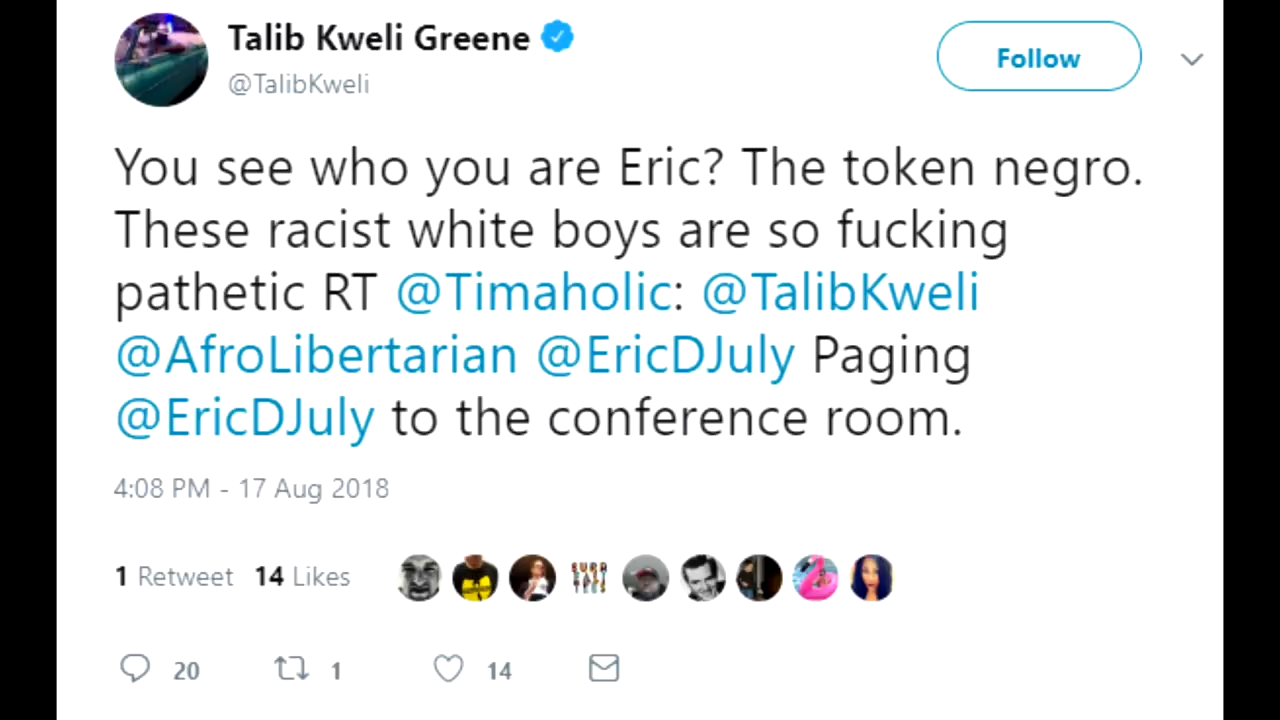 Talib Kweli Greene
@TalibKweli
Follow
You see who you are Eric? The token negro.
These racist white boys are so fucking
pathetic RT @Timaholic: @TalibKweli
@AfroLibertarian @EricDJuly Paging
@EricDJuly to the conference room.
4:08 PM - 17 Aug 2018
1 Retweet 14 Likes
20 1 14